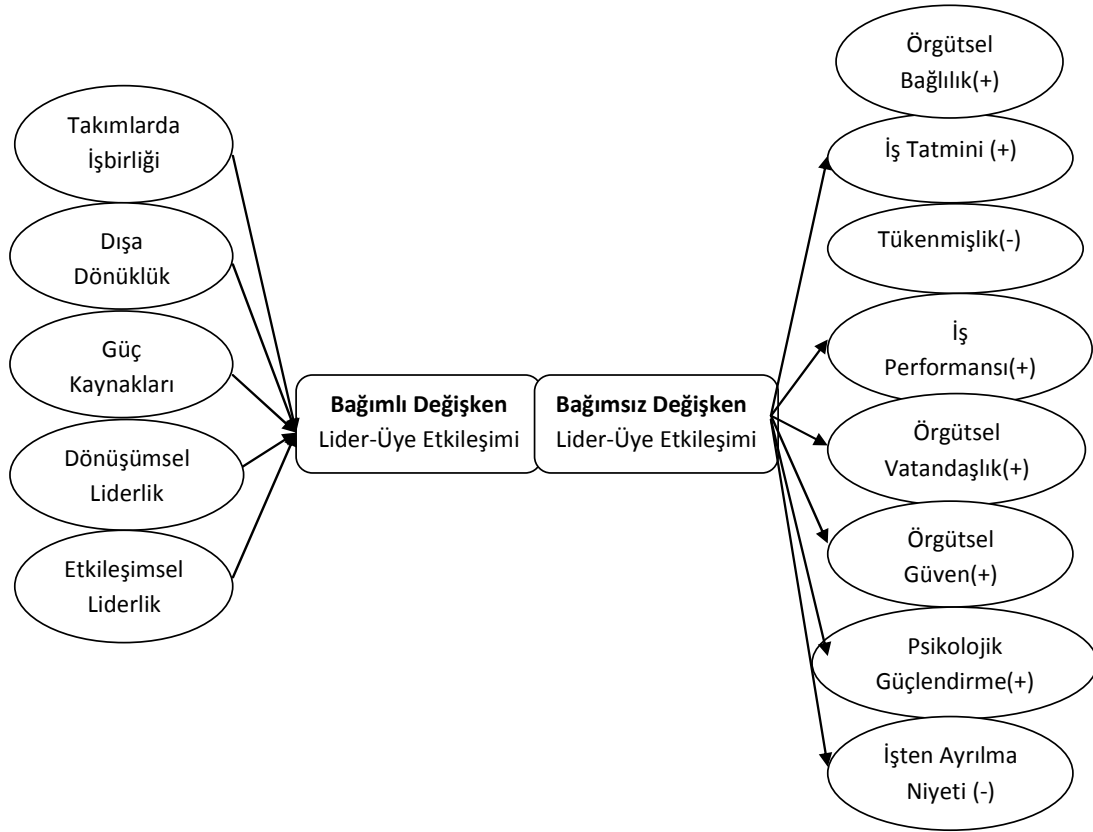 Takımlarda
İşbirliği
Dışa
Dönüklük
Güç
Kaynakları
Dönüşümsel
Liderlik
Etkileşimsel
Liderlik
Bağımlı Değişken
Lider-Üye Etkileşimi
Bağımsız Değişken
Lider-Üye Etkileşimi
Örgütsel
Bağlılık(+)
İş Tatmini (+)
Tükenmişlik(-)
İş
Performansı(+)
Örgütsel
Vatandaşlık(+)
Örgütsel
Güven(+)
Psikolojik
Güçlendirme(+)
İşten Ayrılma
Niyeti (-)